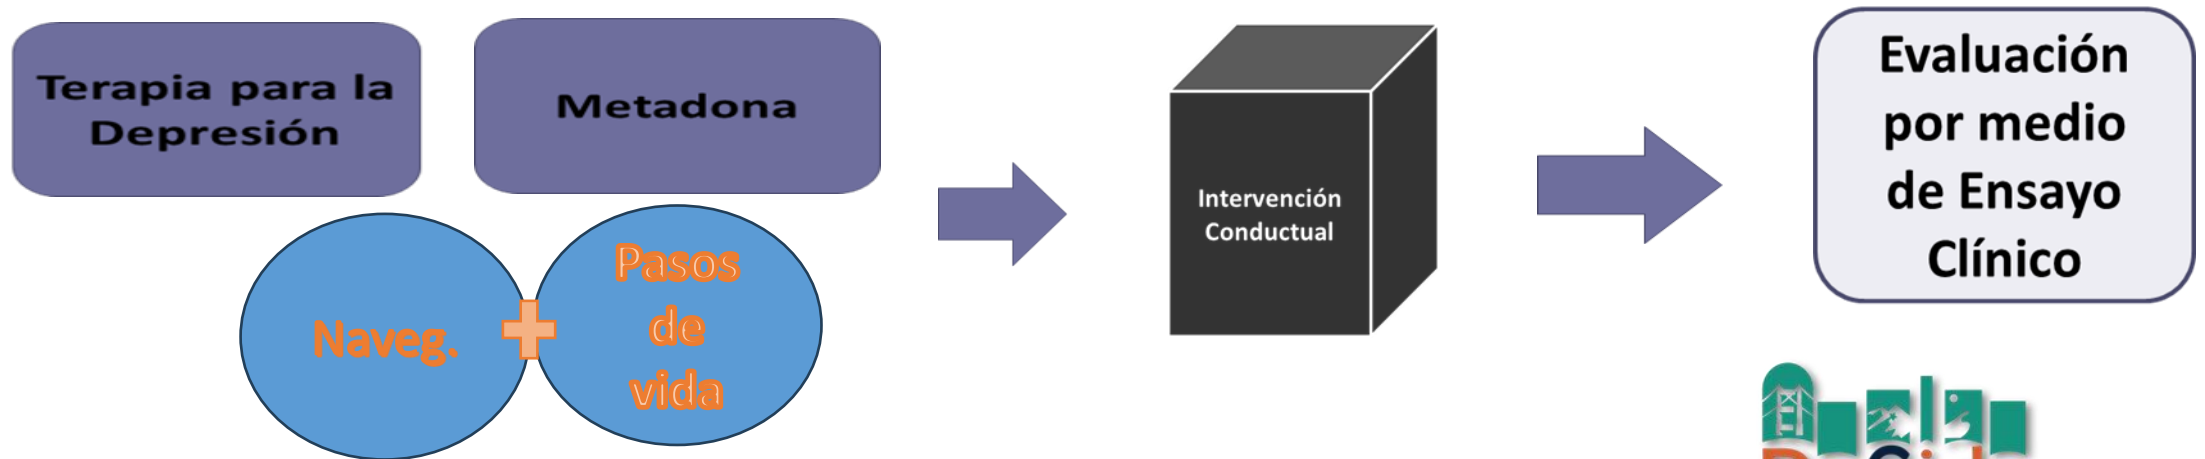 Terapia para la
Depresión
Metadona
Naveg.
Pasos
de
vida
Intervención
Conductual
Evaluación
por medio
de Ensayo
Clínico